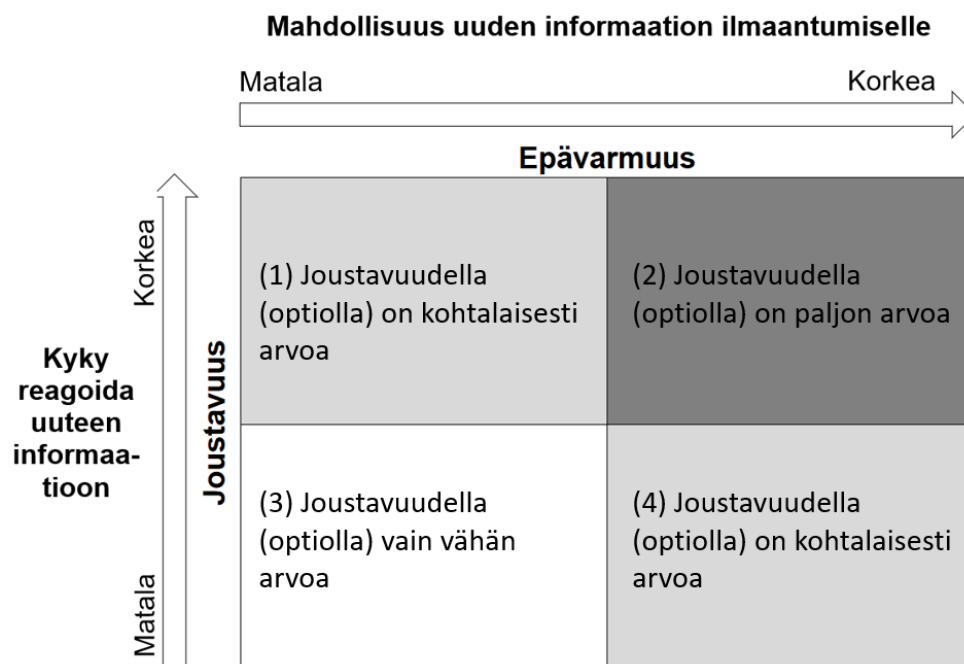 Mahdollisuus uuden informaation ilmaantumiselle
Matala
Korkea
Epävarmuus
Korkea
Matala
Joustavuus
Kyky
reagoida
uuteen
informaa-
tioon
(1) Joustavuudella
(optiolla) on kohtalaisesti
arvoa
(2) Joustavuudella
(optiolla) on paljon arvoa
(3) Joustavuudella
(optiolla) vain vähän
arvoa
(4) Joustavuudella
(optiolla) on kohtalaisesti
arvoa